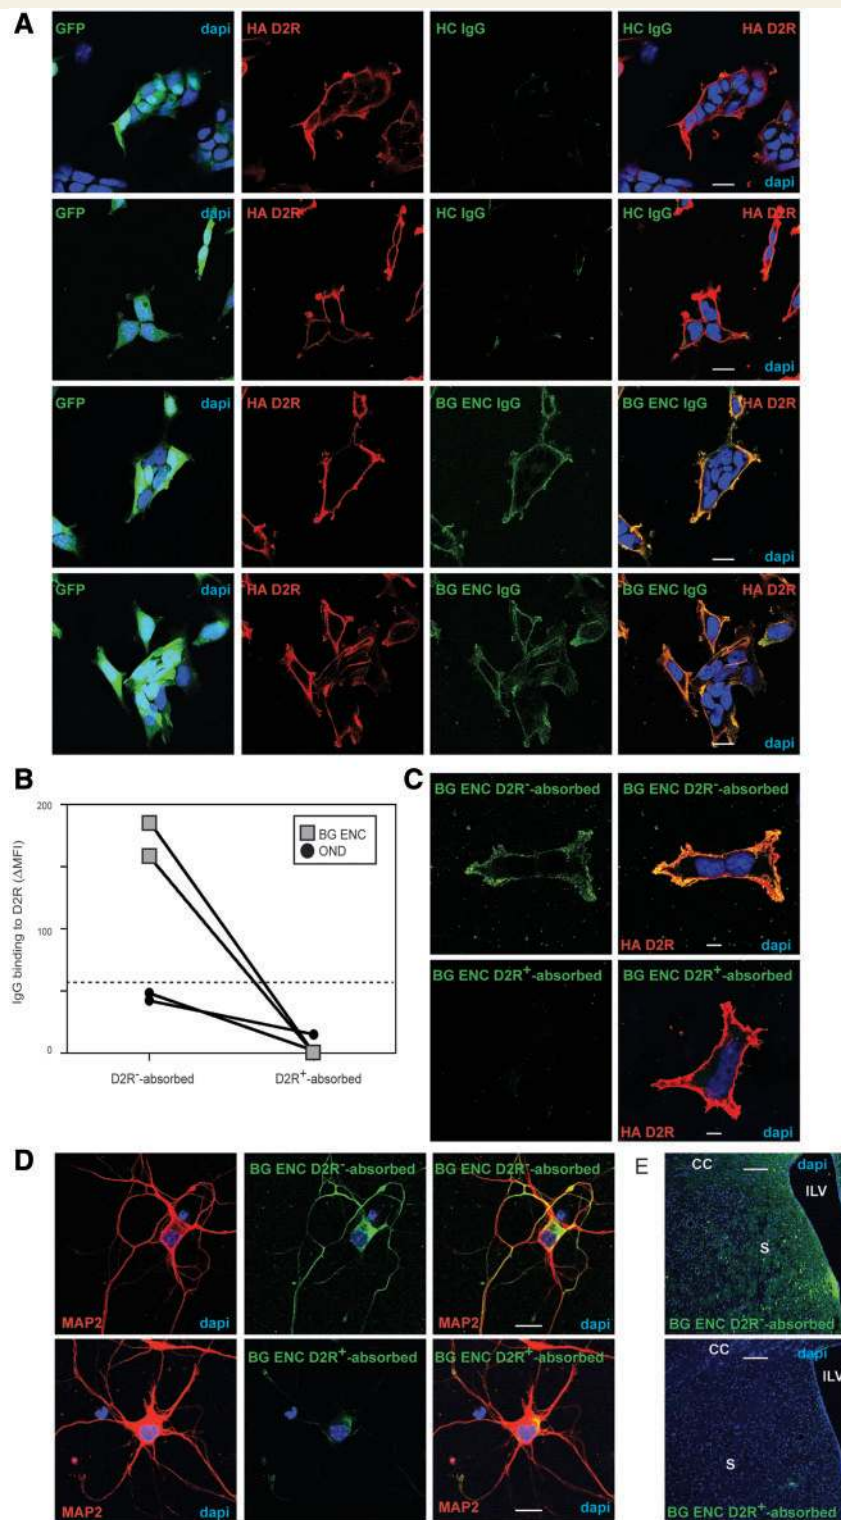 A
GFP dapi HA D2R HC IgG HC IgG HA D2R
dapi
GFP dapi HA D2R HC IgG HC IgG HA D2R
dapi
GFP dapi HA D2R BG ENC IgG BG ENC IgG HA D2R
dapi
GFP dapi HA D2R BG ENC IgG BG ENC IgG HA D2R
dapi
B
IgG binding to D2R (ΔMFI)
200
100
0
BG ENC
OND
D2R⁻-absorbed D2R⁺-absorbed
C
BG ENC D2R⁻-absorbed BG ENC D2R⁻-absorbed
HA D2R dapi
BG ENC D2R⁺-absorbed BG ENC D2R⁺-absorbed
HA D2R dapi
D
BG ENC D2R⁻-absorbed BG ENC D2R⁻-absorbed
MAP2 dapi MAP2 dapi
BG ENC D2R⁺-absorbed BG ENC D2R⁺-absorbed
MAP2 dapi MAP2 dapi
E
CC dapi
ILV
S
BG ENC D2R⁻-absorbed
CC dapi
ILV
S
BG ENC D2R⁺-absorbed